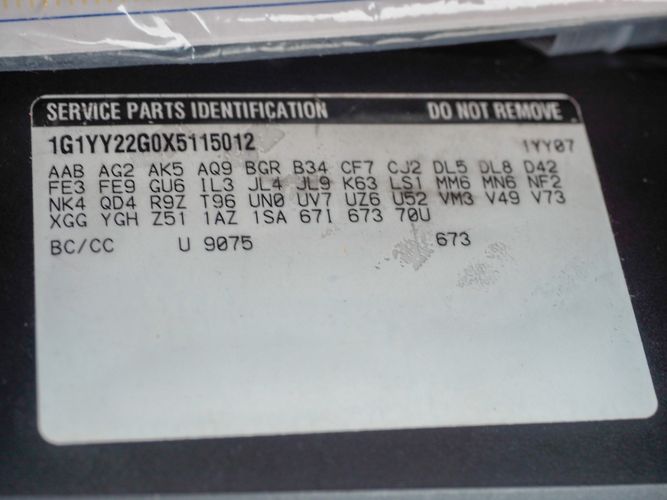 SERVICE PARTS IDENTIFICATION DO NOT REMOVE
1G1YY22G0X5115012 1YY07
AAB AG2 AK5 AQ9 BGR B34 CF7 CJ2 DL5 DL8 D42
FE3 FE9 GU6 IL3 JL4 JL9 K63 LS1 MM6 MN6 NF2
NK4 QD4 R9Z T96 UN0 UV7 UZ6 U52 VM3 V49 V73
XGG YGH Z51 1AZ 1SA 67I 673 70U
BC/CC U 9075 673